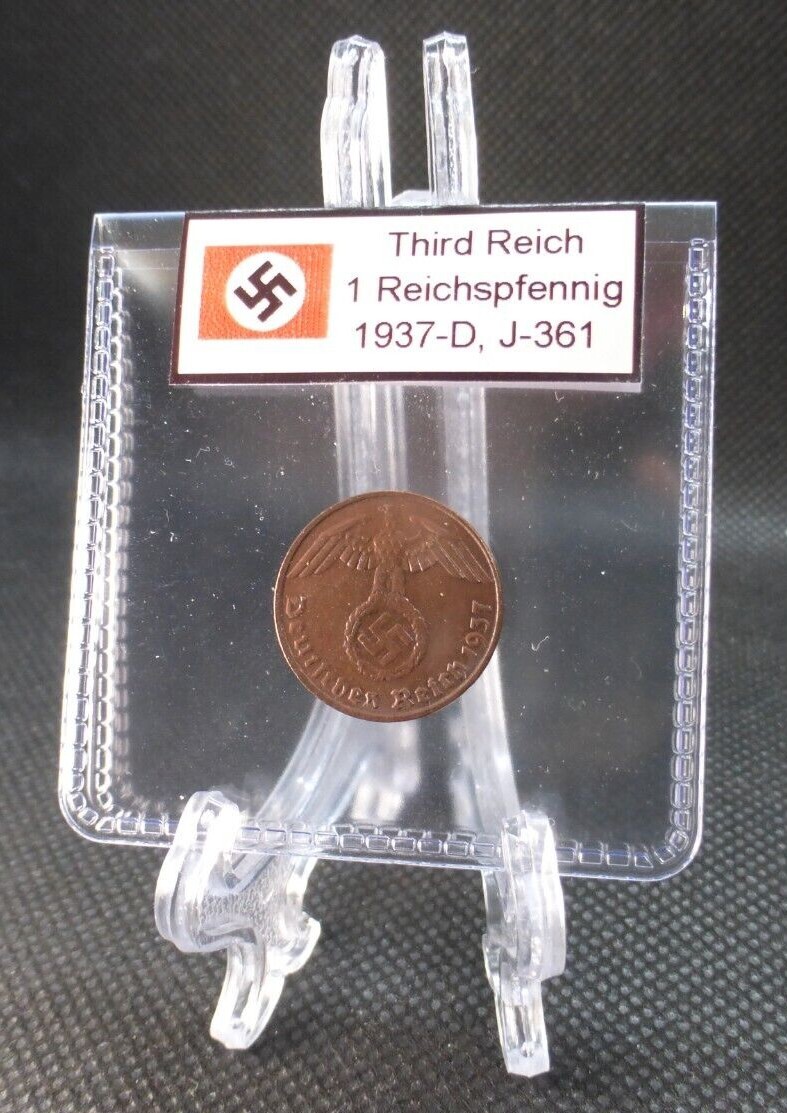 Third Reich
1 Reichspfennig
1937-D, J-361
Deutsches Reich 1937